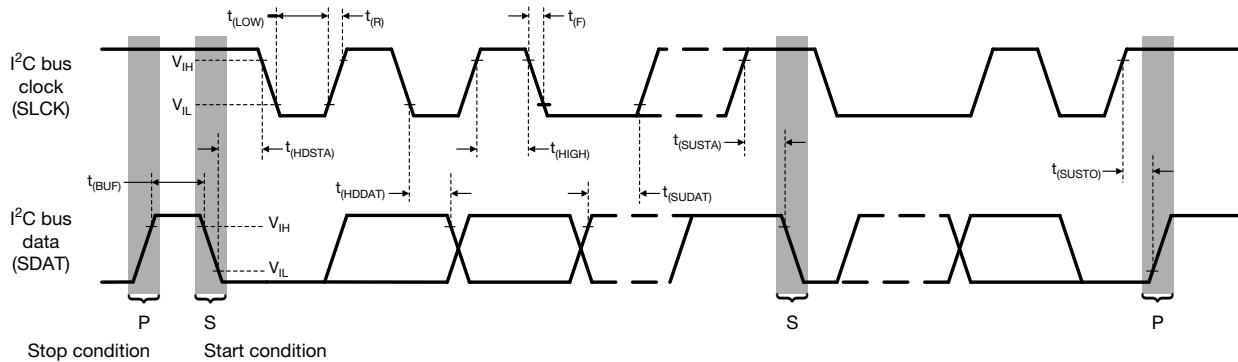 t(LOW)
t(R)
t(F)
I²C bus
clock
(SLCK)
VIH
VIL
t(HDSTA)
t(HIGH)
t(SUSTA)
t(SUSTO)
t(BUF)
t(HDDAT)
t(SUDAT)
I²C bus
data
(SDAT)
VIH
VIL
P
S
S
P
Stop condition
Start condition